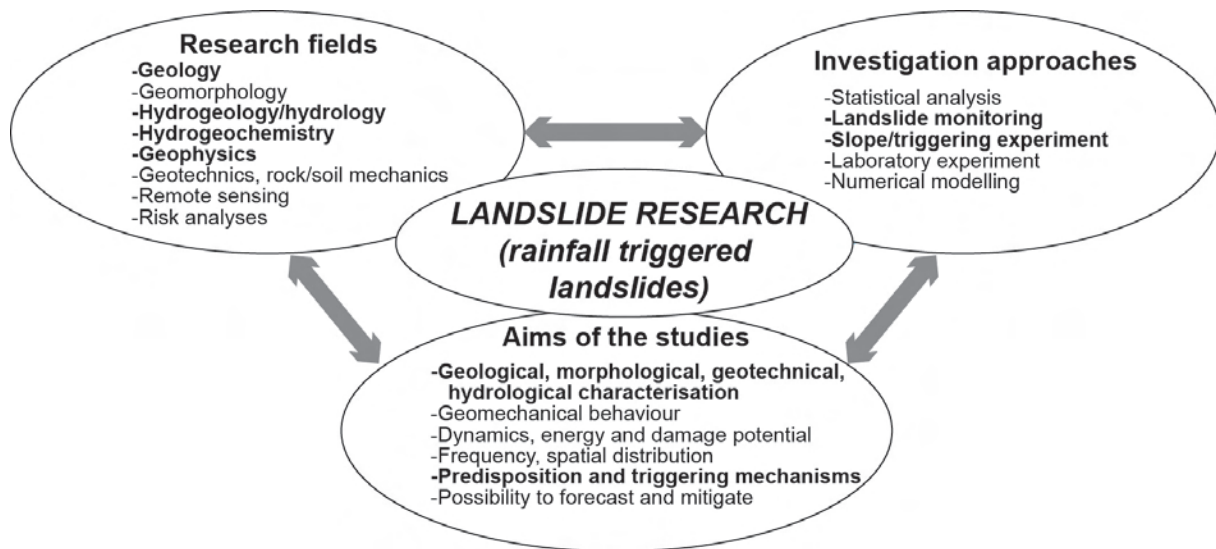 Research fields
-Geology
-Geomorphology
-Hydrogeology/hydrology
-Hydrogeochemistry
-Geophysics
-Geotechnics, rock/soil mechanics
-Remote sensing
-Risk analyses
Investigation approaches
-Statistical analysis
-Landslide monitoring
-Slope/triggering experiment
-Laboratory experiment
-Numerical modelling
LANDSLIDE RESEARCH
(rainfall triggered
landslides)
Aims of the studies
-Geological, morphological, geotechnical,
hydrological characterisation
-Geomechanical behaviour
-Dynamics, energy and damage potential
-Frequency, spatial distribution
-Predisposition and triggering mechanisms
-Possibility to forecast and mitigate